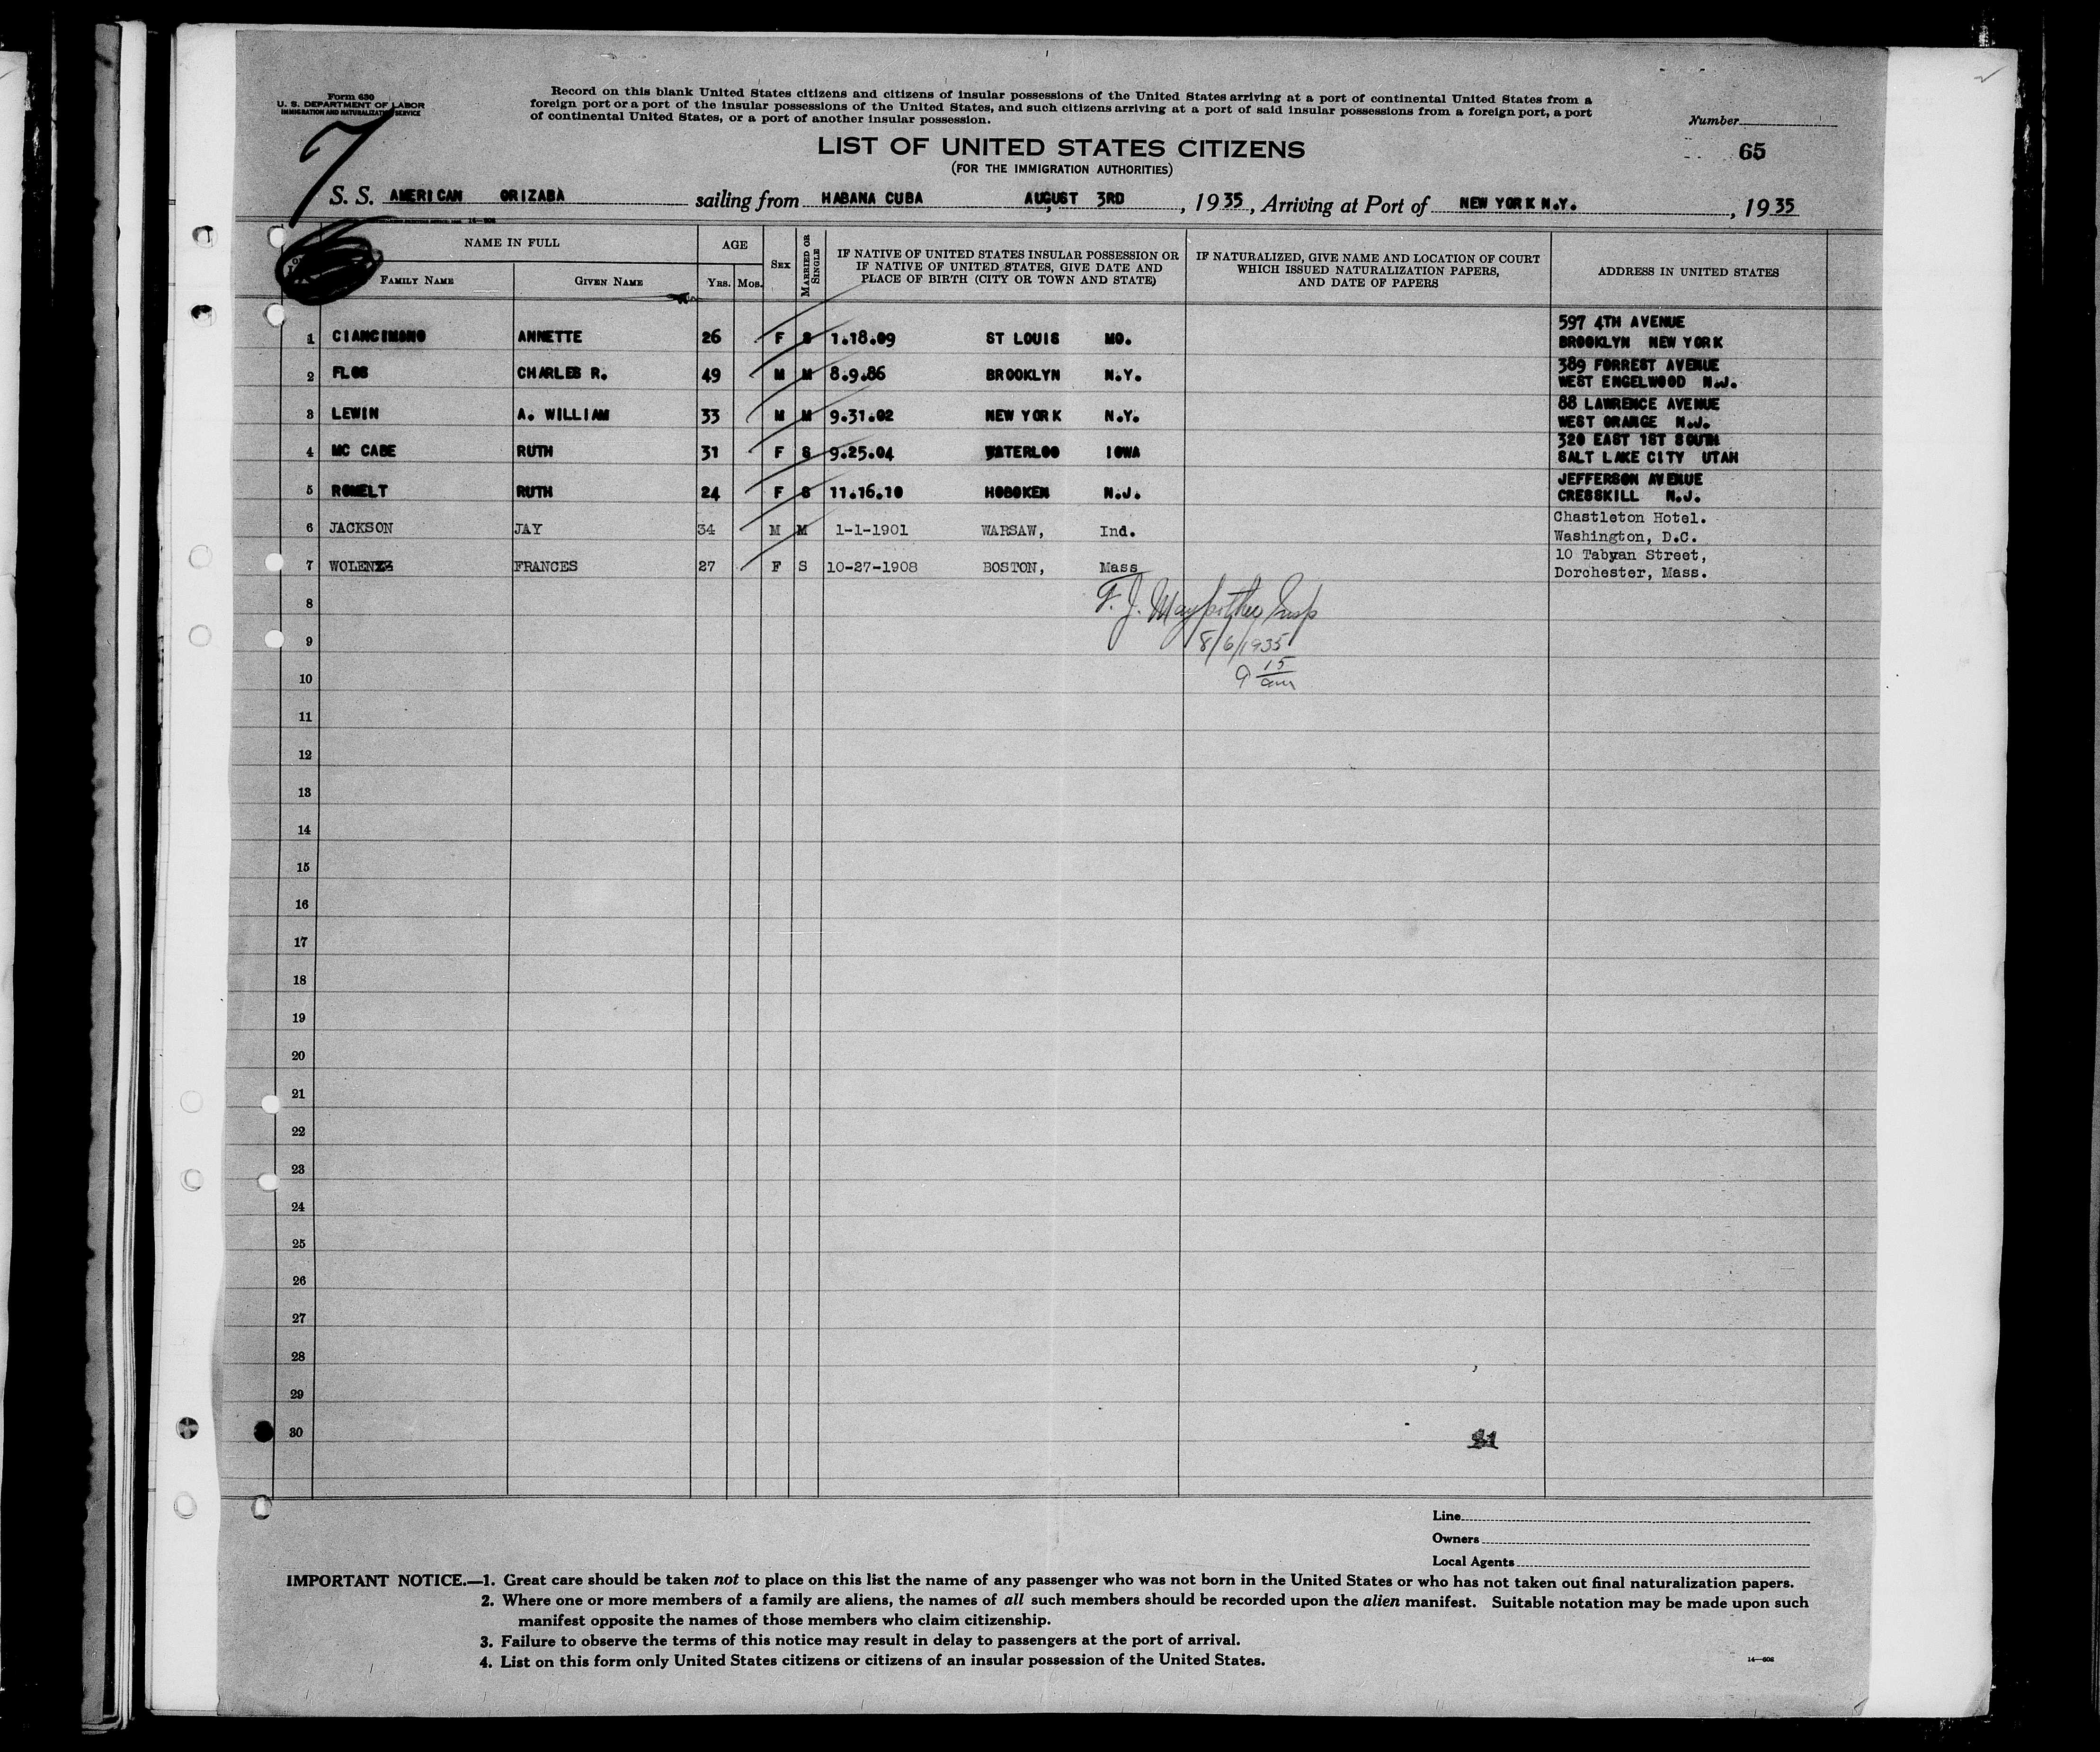 Form 630
U. S. DEPARTMENT OF LABOR
IMMIGRATION AND NATURALIZATION SERVICE
7
Record on this blank United States citizens and citizens of insular possessions of the United States arriving at a port of continental United States from a
foreign port or a port of the insular possessions of the United States, and such citizens arriving at a port of said insular possessions from a foreign port, a port
of continental United States, or a port of another insular possession.
Number
65
LIST OF UNITED STATES CITIZENS
(FOR THE IMMIGRATION AUTHORITIES)
S. S. AMERICAN ORIZABA sailing from HABANA CUBA AUGUST 3RD, 1935, Arriving at Port of NEW YORK N.Y., 1935
NAME IN FULL
FAMILY NAME GIVEN NAME
AGE
YRS. MOS.
SEX
MARRIED OR SINGLE
IF NATIVE OF UNITED STATES INSULAR POSSESSION OR
IF NATIVE OF UNITED STATES, GIVE DATE AND
PLACE OF BIRTH (CITY OR TOWN AND STATE)
IF NATURALIZED, GIVE NAME AND LOCATION OF COURT
WHICH ISSUED NATURALIZATION PAPERS,
AND DATE OF PAPERS
ADDRESS IN UNITED STATES
1 CIANCIMONO ANNETTE 26 F S 1.18.09 ST LOUIS MO. 597 4TH AVENUE
BROOKLYN NEW YORK
2 FLOS CHARLES R. 49 M M 8.9.86 BROOKLYN N.Y. 389 FORREST AVENUE
WEST ENGELWOOD N.J.
3 LEWIN A. WILLIAM 33 M M 9.31.02 NEW YORK N.Y. 88 LAWRENCE AVENUE
WEST ORANGE N.J.
4 MC CABE RUTH 31 F S 9.25.04 WATERLOO IOWA 320 EAST 1ST SOUTH
SALT LAKE CITY UTAH
5 ROMELT RUTH 24 F S 11.16.10 HOBOKEN N.J. JEFFERSON AVENUE
CRESSKILL N.J.
6 JACKSON JAY 34 M M 1-1-1901 WARSAW, Ind. Chastleton Hotel.
Washington, D.C.
7 FRANCES 27 F S 10-27-1908 BOSTON, Mass 10 Street,
Dorchester, Mass.
F. J. Insp
8/6/1935
9 15 am
8
9
10
11
12
13
14
15
16
17
18
19
20
21
22
23
24
25
26
27
28
29
30
Line
Owners
Local Agents
IMPORTANT NOTICE.—1. Great care should be taken not to place on this list the name of any passenger who was not born in the United States or who has not taken out final naturalization papers.
2. Where one or more members of a family are aliens, the names of all such members should be recorded upon the alien manifest. Suitable notation may be made upon such
manifest opposite the names of those members who claim citizenship.
3. Failure to observe the terms of this notice may result in delay to passengers at the port of arrival.
4. List on this form only United States citizens or citizens of an insular possession of the United States.